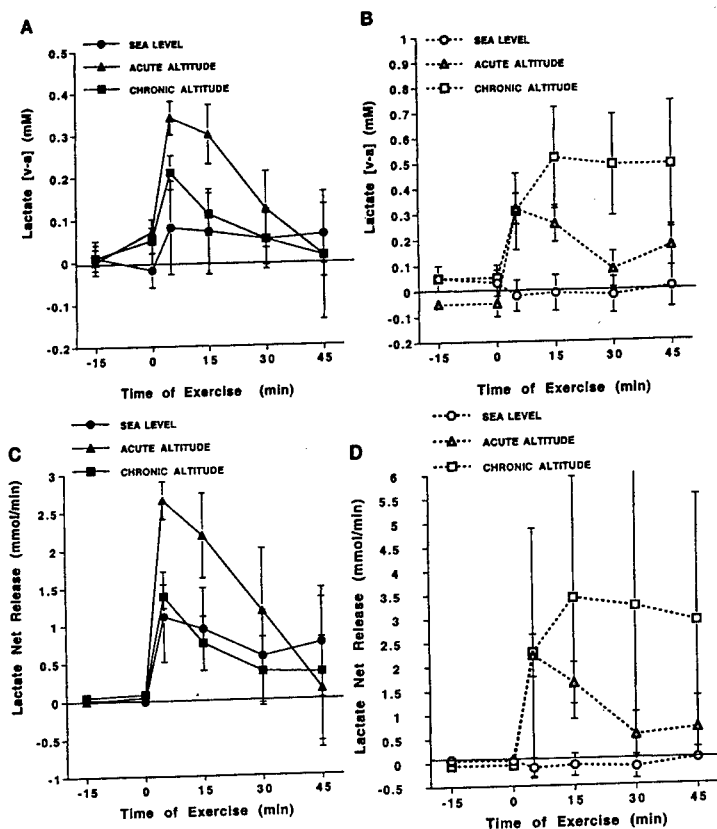 A
SEA LEVEL
ACUTE ALTITUDE
CHRONIC ALTITUDE
0.5
0.4
0.3
0.2
0.1
0
-0.1
-0.2
Lactate [v-a] (mM)
-15 0 15 30 45
Time of Exercise (min)
B
SEA LEVEL
ACUTE ALTITUDE
CHRONIC ALTITUDE
1
0.9
0.8
0.7
0.6
0.5
0.4
0.3
0.2
0.1
0
-0.1
-0.2
Lactate [v-a] (mM)
-15 0 15 30 45
Time of Exercise (min)
C
SEA LEVEL
ACUTE ALTITUDE
CHRONIC ALTITUDE
3
2.5
2
1.5
1
0.5
0
-0.5
-1
Lactate Net Release (mmol/min)
-15 0 15 30 45
Time of Exercise (min)
D
SEA LEVEL
ACUTE ALTITUDE
CHRONIC ALTITUDE
6
5.5
5
4.5
4
3.5
3
2.5
2
1.5
1
0.5
0
-0.5
Lactate Net Release (mmol/min)
-15 0 15 30 45
Time of Exercise (min)